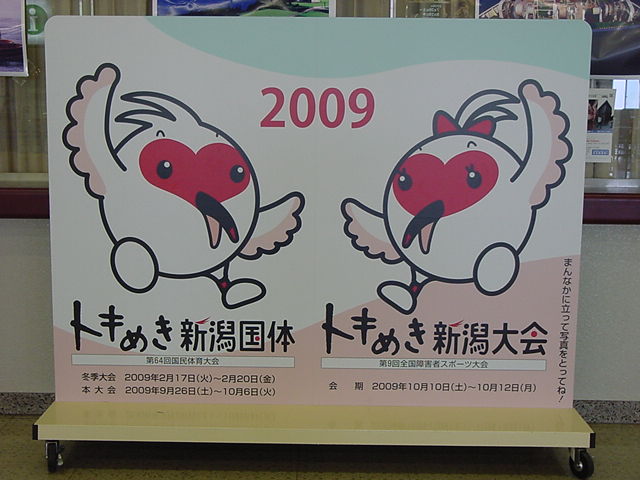 2009
トキめき新潟国体
第64回国民体育大会
冬季大会 2009年2月17日(火)～2月20日(金)
本大会 2009年9月26日(土)～10月6日(火)
トキめき新潟大会
第9回全国障害者スポーツ大会
会 期 2009年10月10日(土)～10月12日(月)
まんなかに立って写真をとってね!